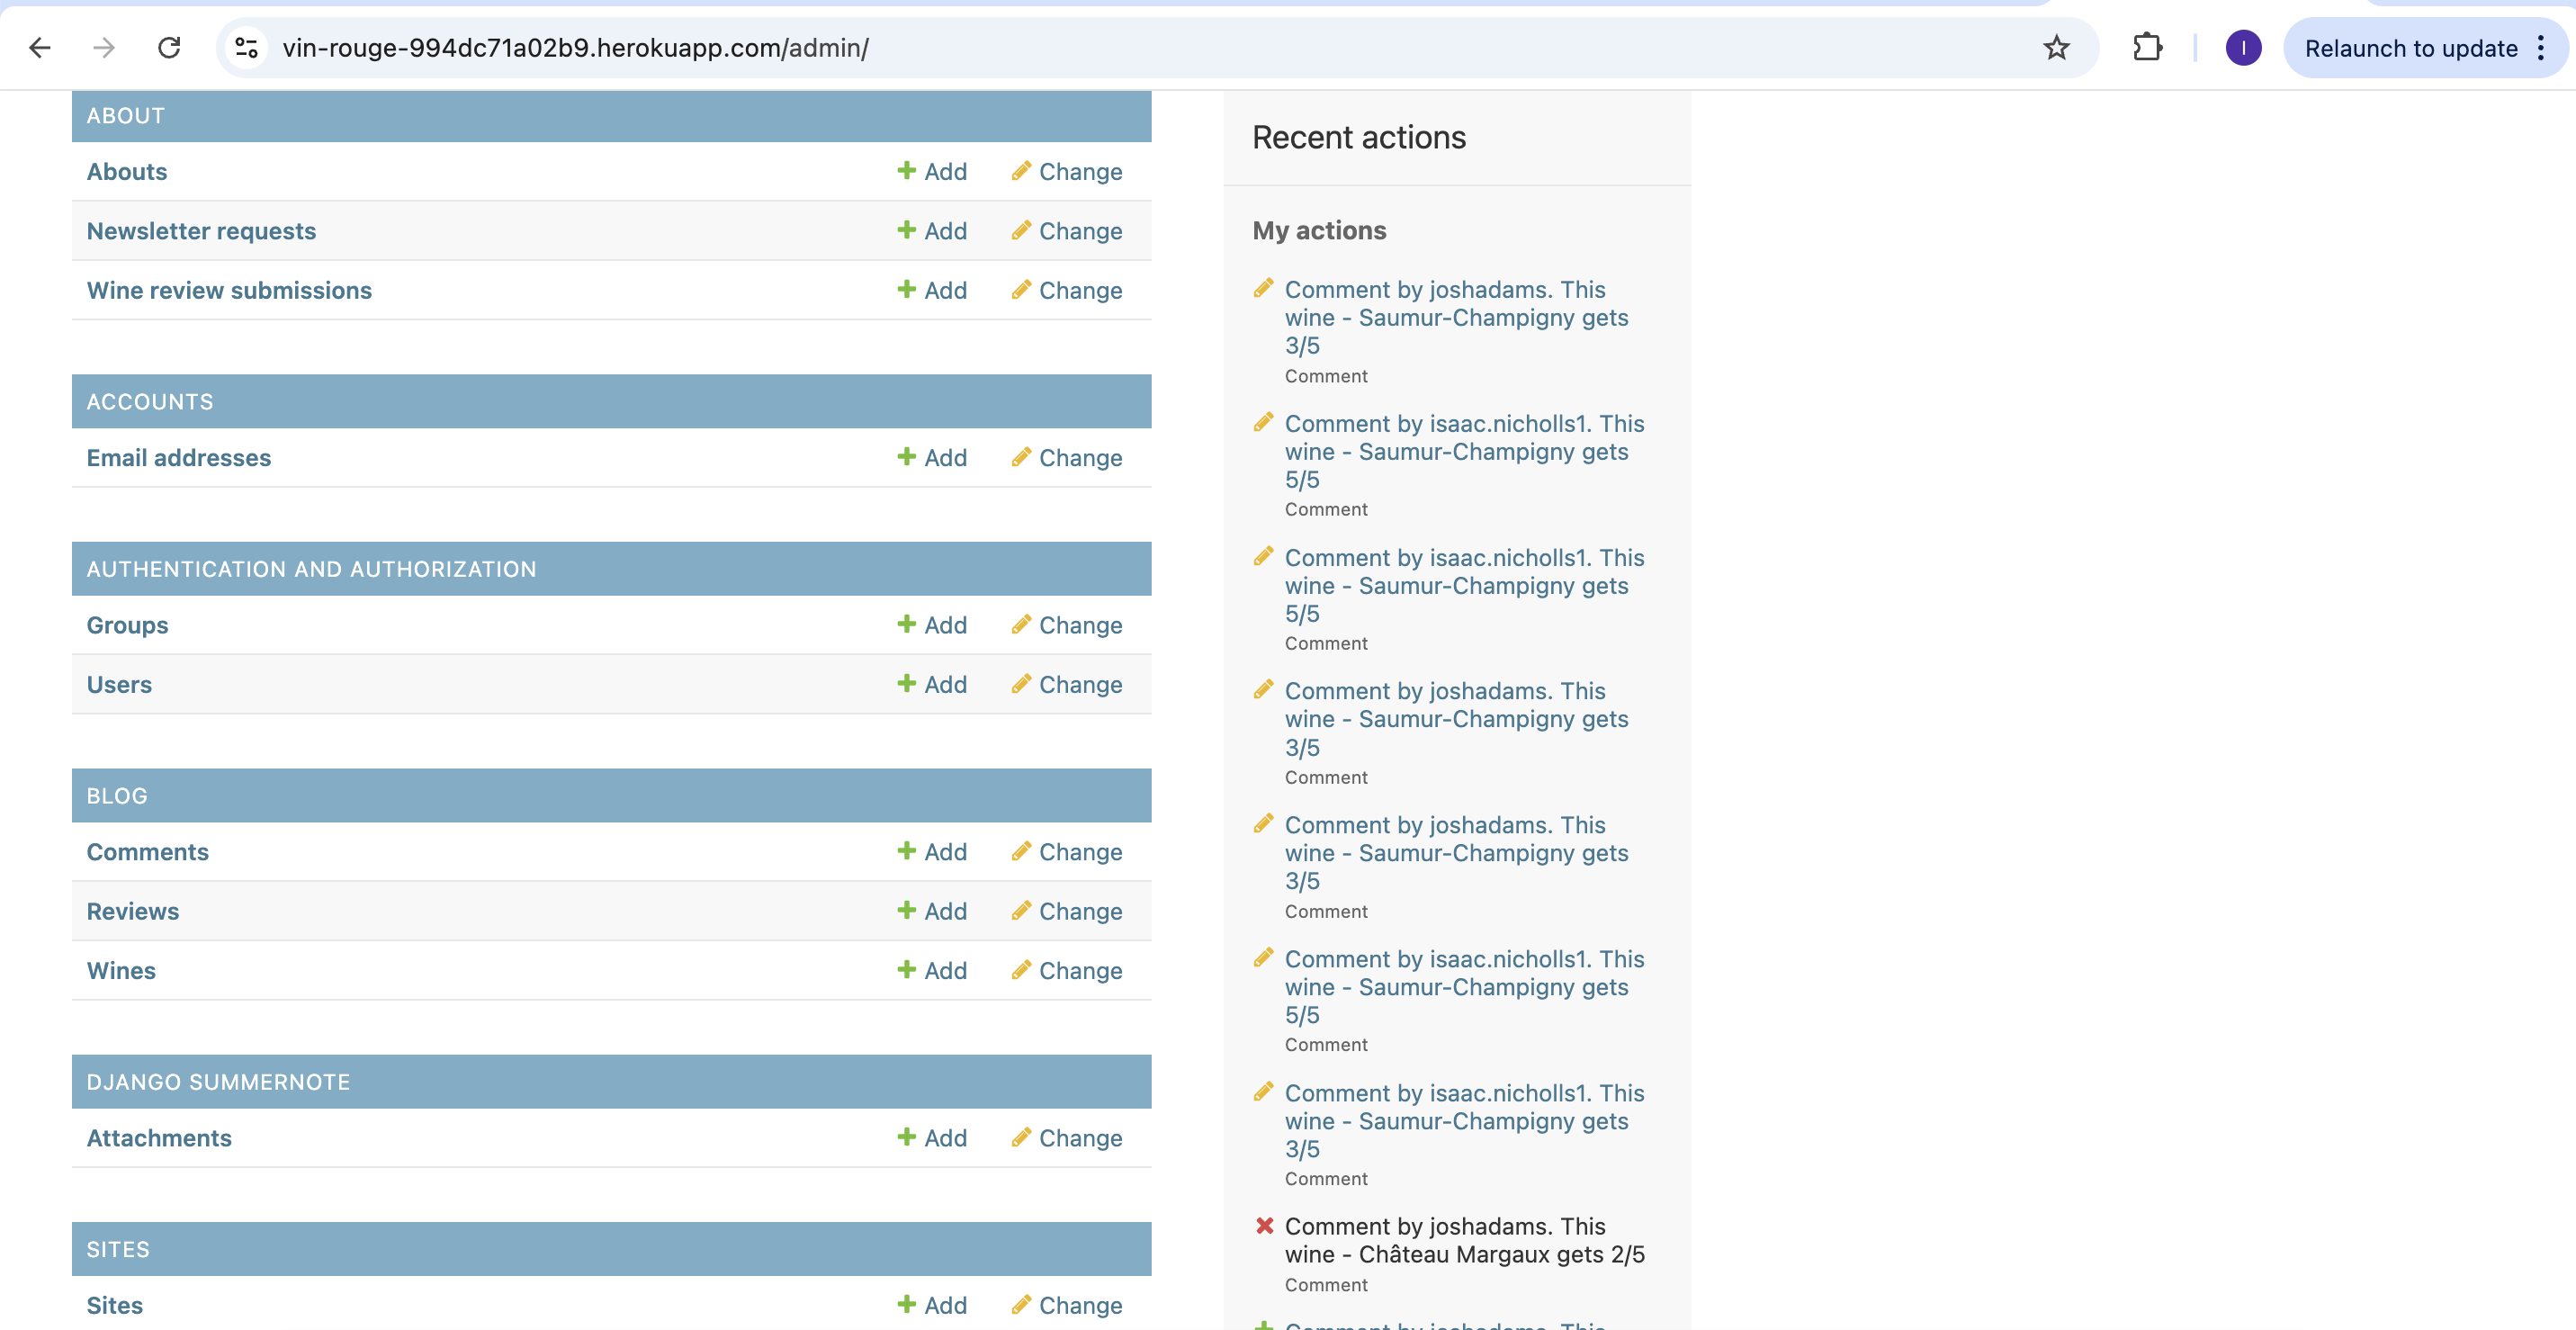 vin-rouge-994dc71a02b9.herokuapp.com/admin/
I
Relaunch to update
ABOUT
Abouts
Add
Change
Newsletter requests
Add
Change
Wine review submissions
Add
Change
ACCOUNTS
Email addresses
Add
Change
AUTHENTICATION AND AUTHORIZATION
Groups
Add
Change
Users
Add
Change
BLOG
Comments
Add
Change
Reviews
Add
Change
Wines
Add
Change
DJANGO SUMMERNOTE
Attachments
Add
Change
SITES
Sites
Add
Change
Recent actions
My actions
Comment by joshadams. This
wine - Saumur-Champigny gets
3/5
Comment
Comment by isaac.nicholls1. This
wine - Saumur-Champigny gets
5/5
Comment
Comment by isaac.nicholls1. This
wine - Saumur-Champigny gets
5/5
Comment
Comment by joshadams. This
wine - Saumur-Champigny gets
3/5
Comment
Comment by joshadams. This
wine - Saumur-Champigny gets
3/5
Comment
Comment by isaac.nicholls1. This
wine - Saumur-Champigny gets
5/5
Comment
Comment by isaac.nicholls1. This
wine - Saumur-Champigny gets
3/5
Comment
Comment by joshadams. This
wine - Château Margaux gets 2/5
Comment
Comment by joshadams. This